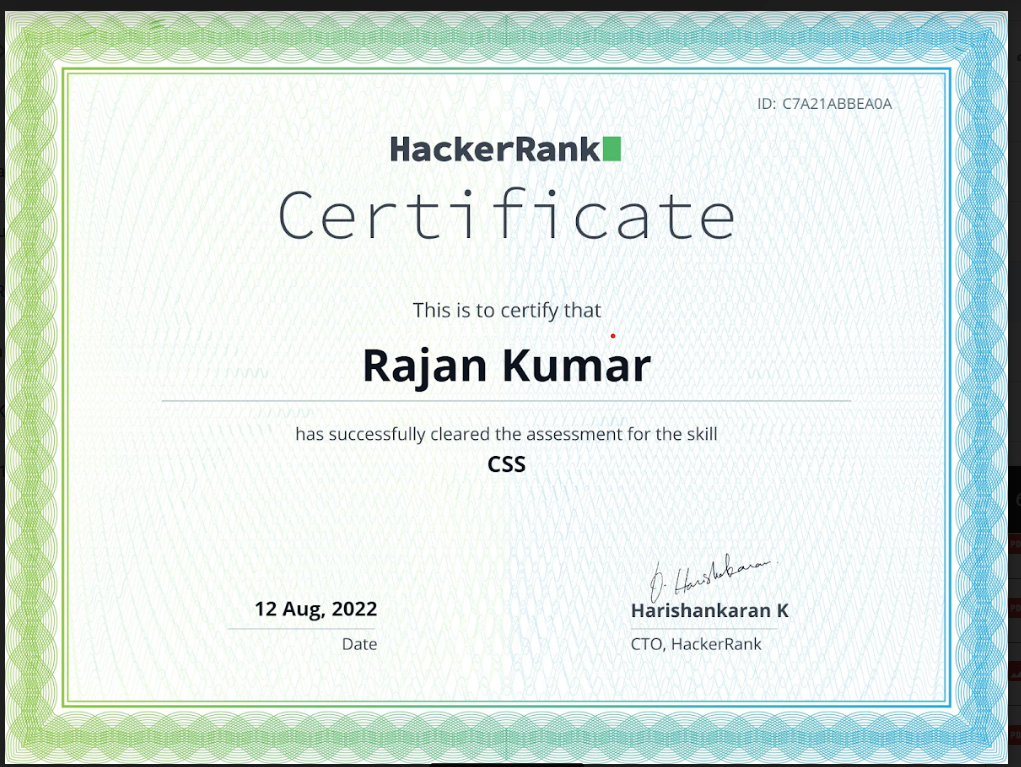 ID: C7A21ABBEA0A
HackerRank
Certificate
This is to certify that
Rajan Kumar
has successfully cleared the assessment for the skill
CSS
12 Aug, 2022
Date
Harishankaran K
CTO, HackerRank